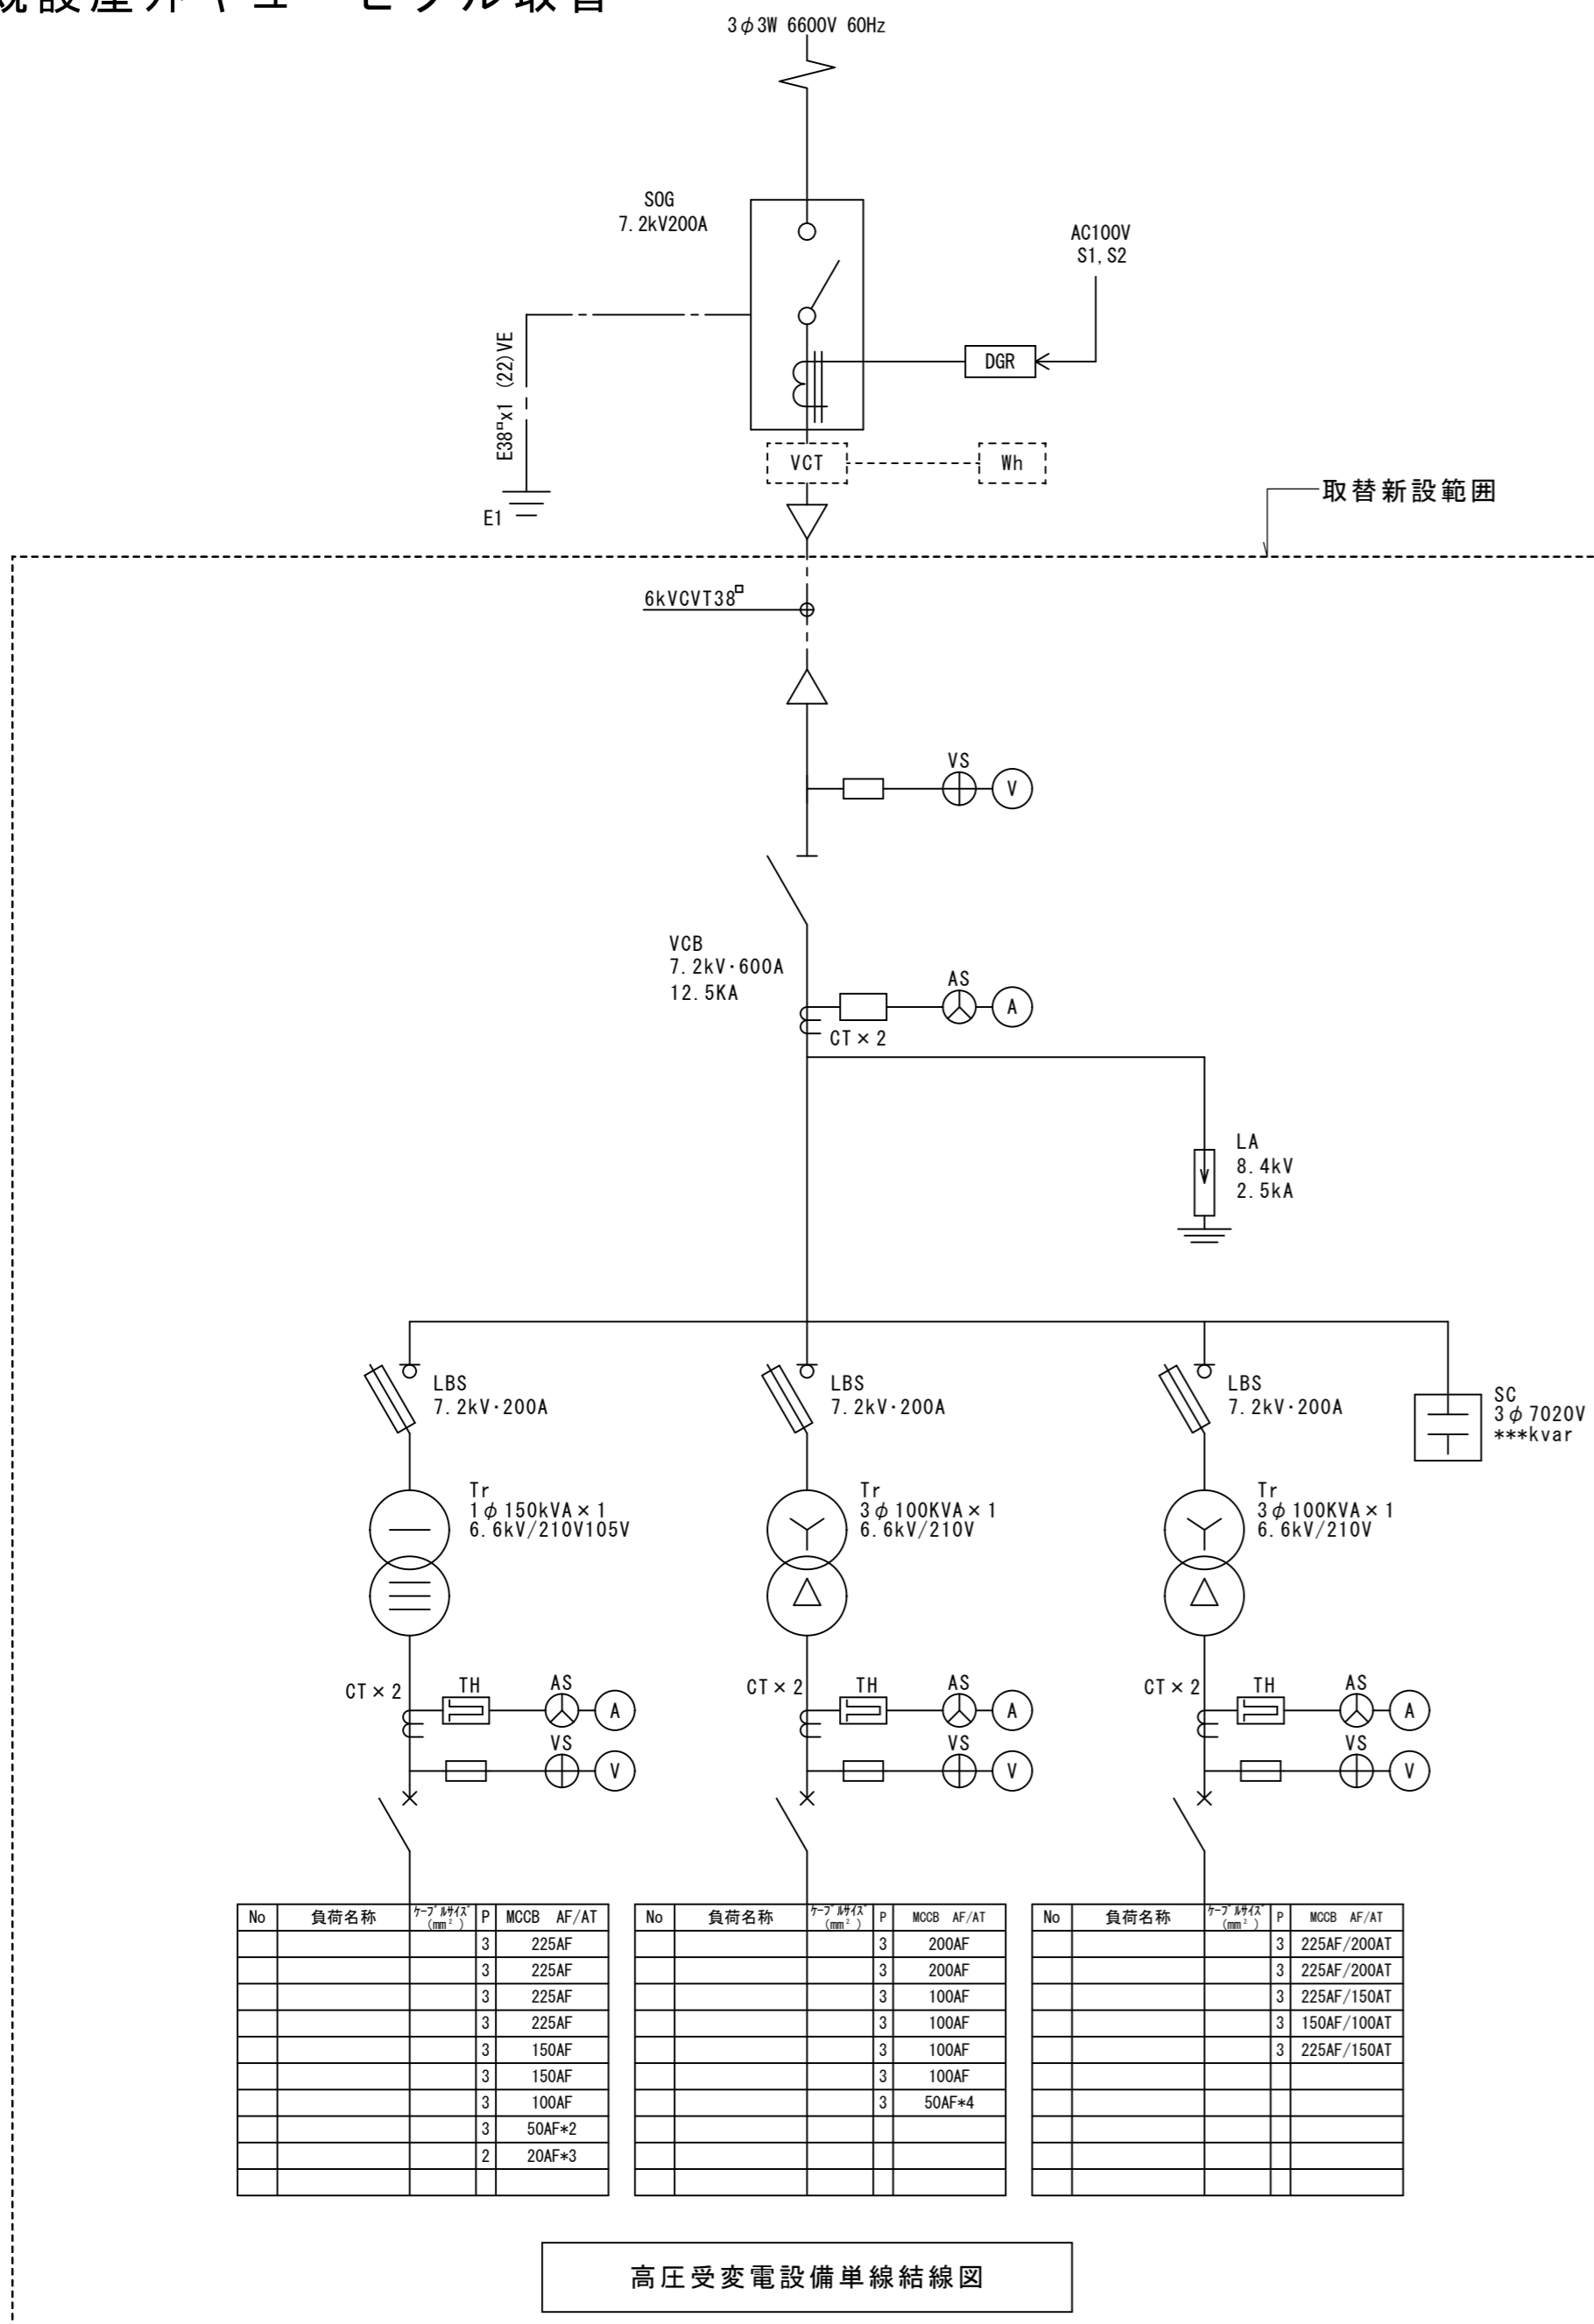 3φ3W 6600V 60Hz
SOG
7.2kV200A
AC100V
S1,S2
DGR
E38□x1 (22)VE
E1
VCT
Wh
取替新設範囲
6kVCVT38□
VS
V
VCB
7.2kV・600A
12.5KA
AS
A
CT×2
LA
8.4kV
2.5kA
LBS
7.2kV・200A
LBS
7.2kV・200A
LBS
7.2kV・200A
SC
3φ7020V
***kvar
Tr
1φ150kVA×1
6.6kV/210V105V
Tr
3φ100KVA×1
6.6kV/210V
Tr
3φ100KVA×1
6.6kV/210V
CT×2 TH AS A
VS V
CT×2 TH AS A
VS V
CT×2 TH AS A
VS V
No 負荷名称 ケーブルサイズ(mm²) P MCCB AF/AT
3 225AF
3 225AF
3 225AF
3 225AF
3 150AF
3 150AF
3 100AF
3 50AF*2
2 20AF*3
No 負荷名称 ケーブルサイズ(mm²) P MCCB AF/AT
3 200AF
3 200AF
3 100AF
3 100AF
3 100AF
3 100AF
3 50AF*4
No 負荷名称 ケーブルサイズ(mm²) P MCCB AF/AT
3 225AF/200AT
3 225AF/200AT
3 225AF/150AT
3 150AF/100AT
3 225AF/150AT
高圧受変電設備単線結線図